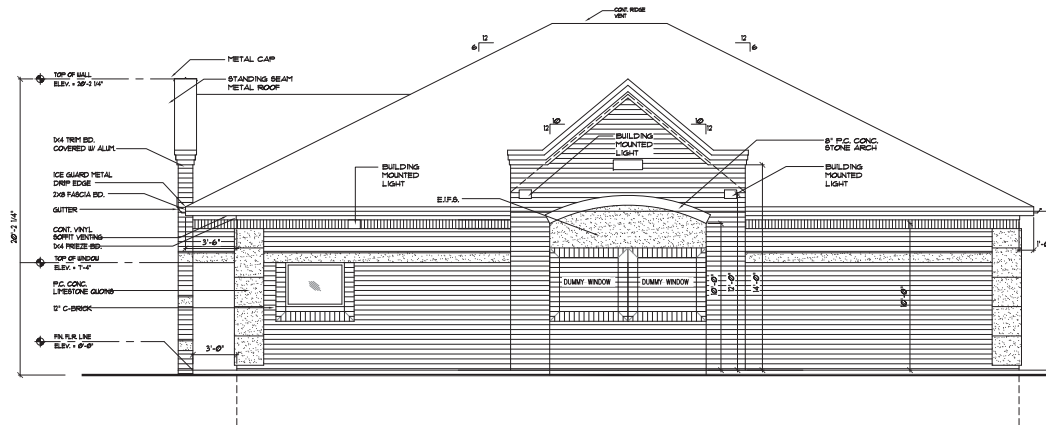 CONT. RIDGE
VENT
12
6
12
6
METAL CAP
STANDING SEAM
METAL ROOF
TOP OF WALL
ELEV. = 20'-2 1/4"
10
12
10
12
BUILDING
MOUNTED
LIGHT
8" P.C. CONC.
STONE ARCH
1X4 TRIM BD.
COVERED W/ ALUM.
BUILDING
MOUNTED
LIGHT
BUILDING
MOUNTED
LIGHT
ICE GUARD METAL
DRIP EDGE
2X8 FASCIA BD.
GUTTER
E.I.F.S.
CONT. VINYL
SOFFIT VENTING
1X4 FRIEZE BD.
3'-6"
20'-2 1/4"
TOP OF WINDOW
ELEV. = 7'-4"
P.C. CONC.
LIMESTONE QUOINS
12" C-BRICK
DUMMY WINDOW
DUMMY WINDOW
12'-0"
14'-0"
FIN. FLR. LINE
ELEV. = 0'-0"
3'-0"